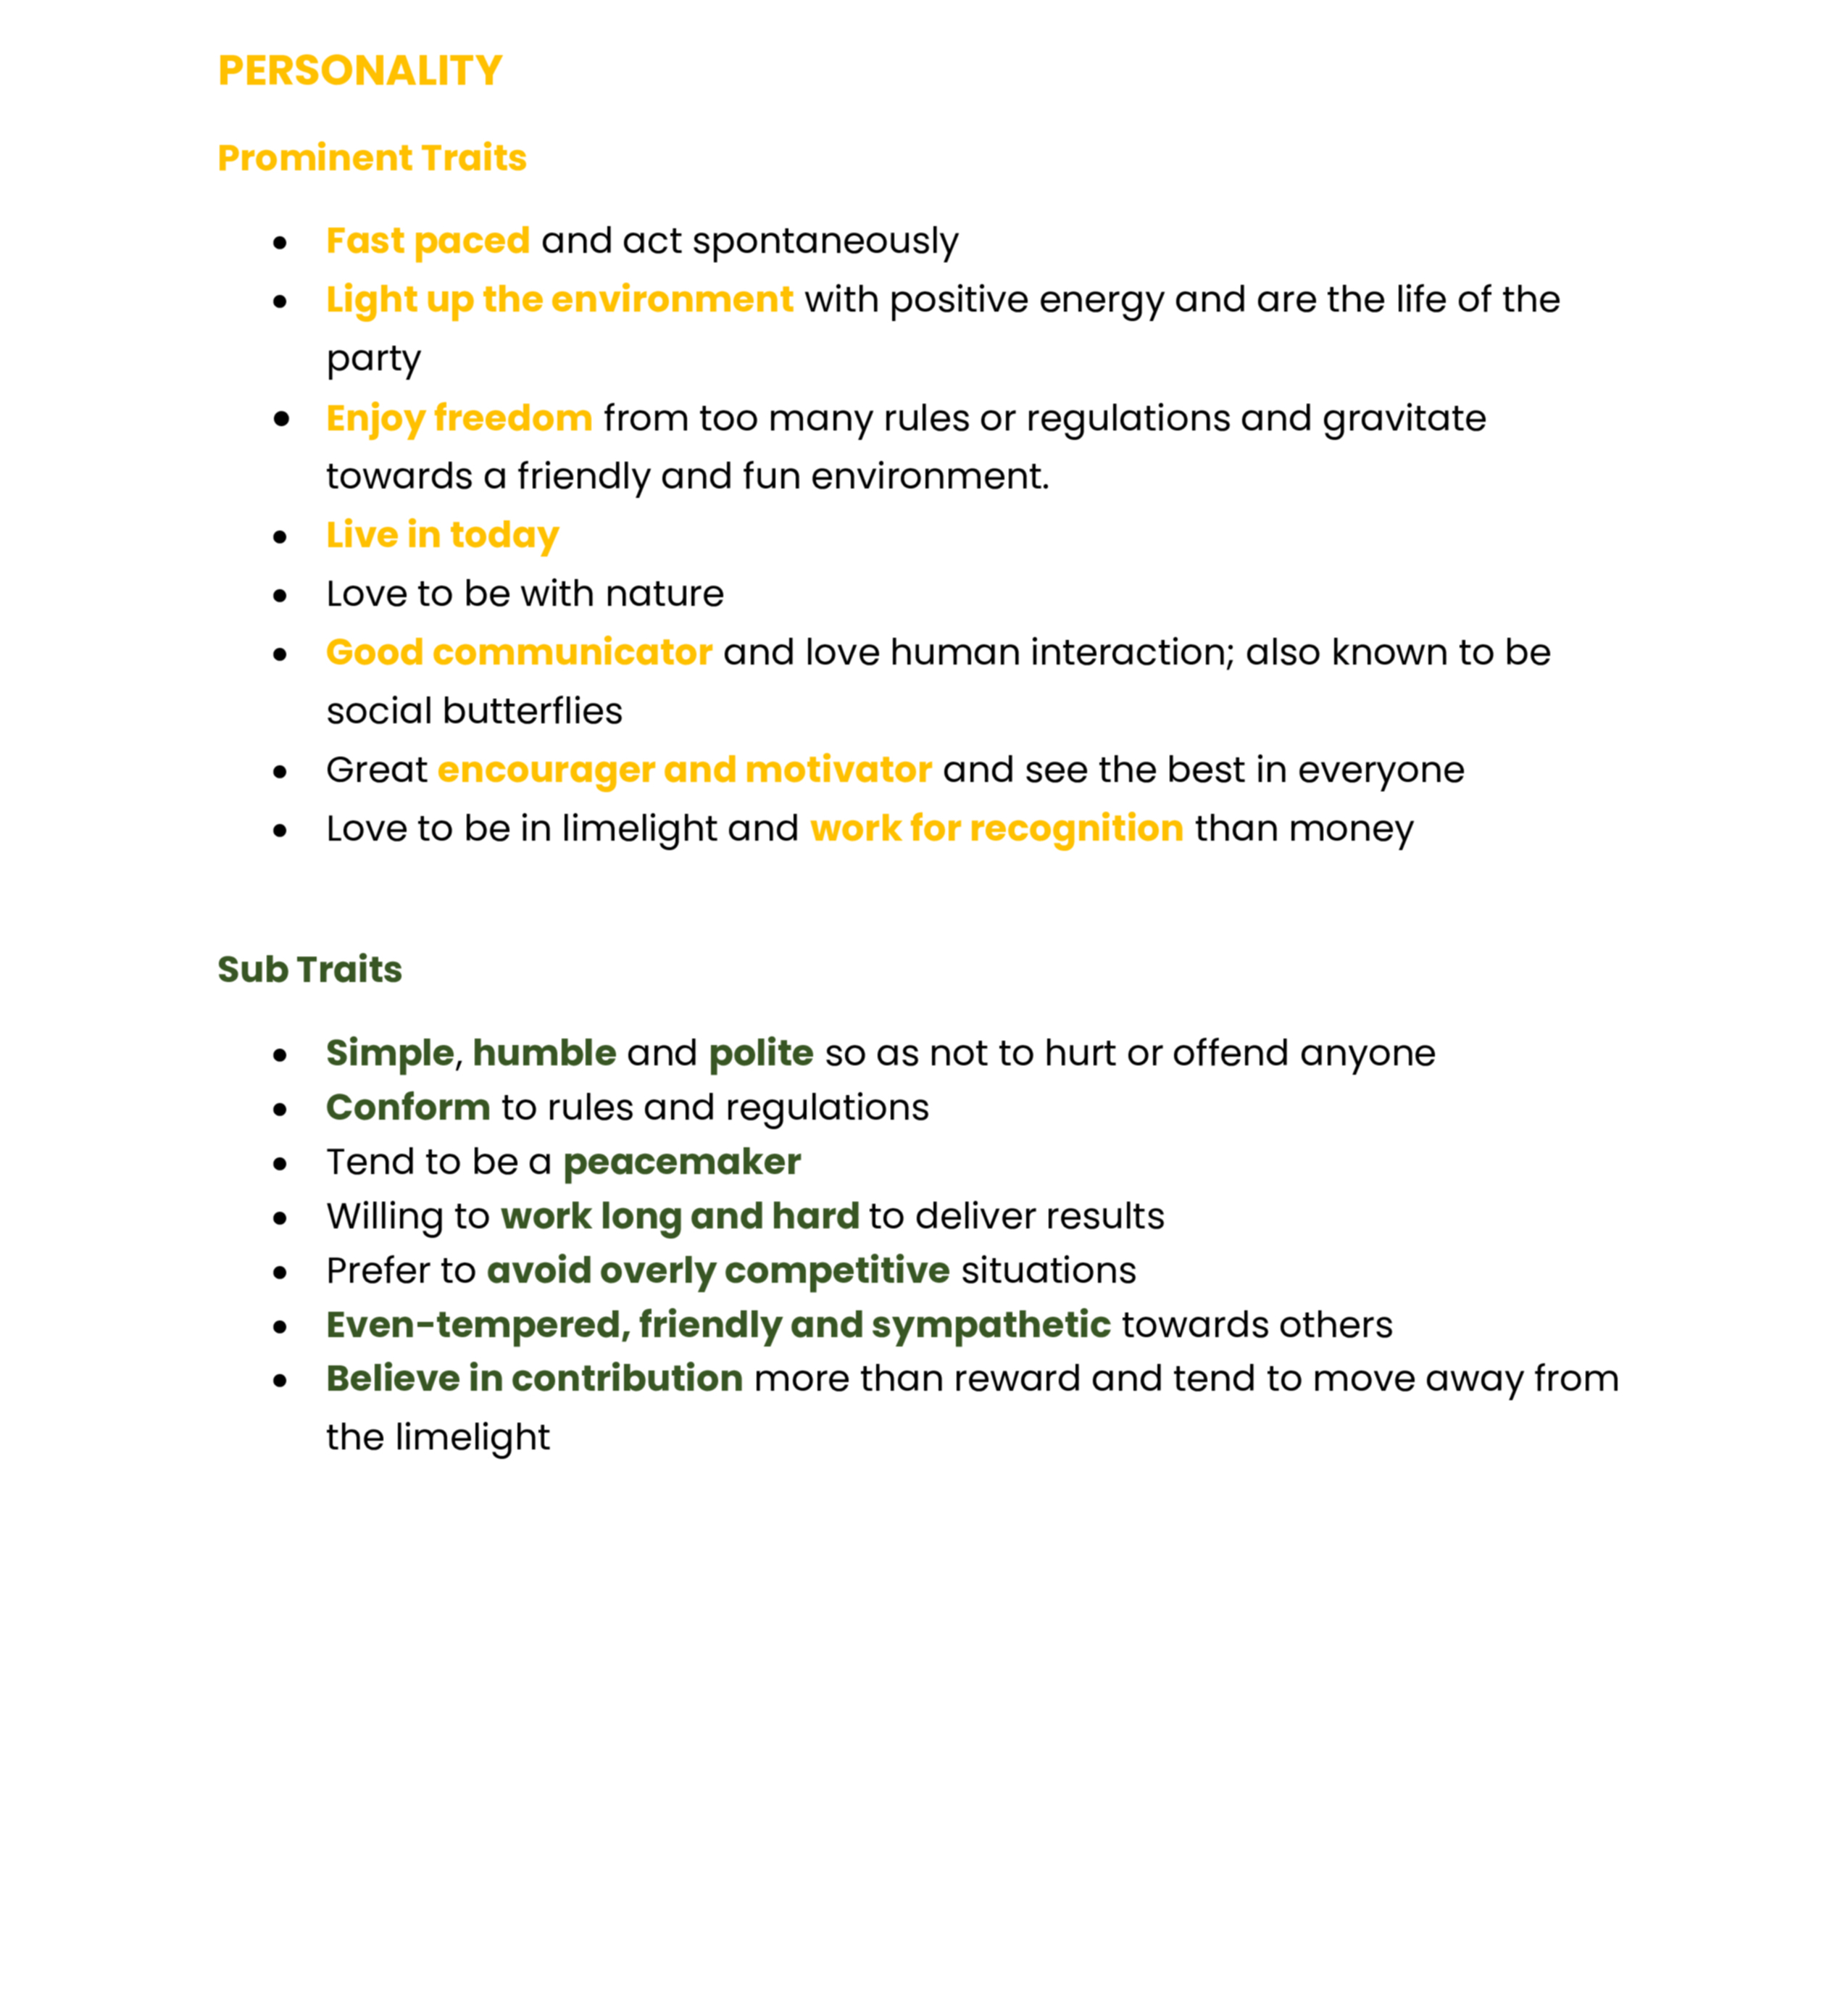 PERSONALITY
Prominent Traits
• Fast paced and act spontaneously
• Light up the environment with positive energy and are the life of the
party
• Enjoy freedom from too many rules or regulations and gravitate
towards a friendly and fun environment.
• Live in today
• Love to be with nature
• Good communicator and love human interaction; also known to be
social butterflies
• Great encourager and motivator and see the best in everyone
• Love to be in limelight and work for recognition than money
Sub Traits
• Simple, humble and polite so as not to hurt or offend anyone
• Conform to rules and regulations
• Tend to be a peacemaker
• Willing to work long and hard to deliver results
• Prefer to avoid overly competitive situations
• Even-tempered, friendly and sympathetic towards others
• Believe in contribution more than reward and tend to move away from
the limelight